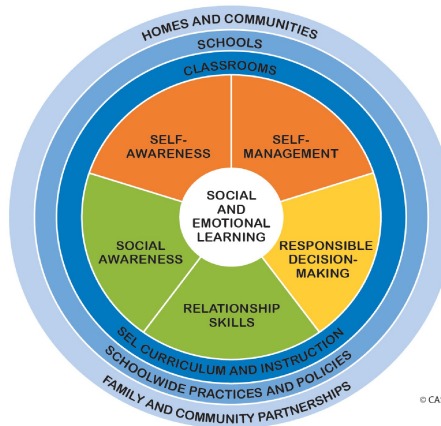 HOMES AND COMMUNITIES
SCHOOLS
CLASSROOMS
SELF-
AWARENESS
SELF-
MANAGEMENT
SOCIAL
AND
EMOTIONAL
LEARNING
SOCIAL
AWARENESS
RESPONSIBLE
DECISION-
MAKING
RELATIONSHIP
SKILLS
SEL CURRICULUM AND INSTRUCTION
SCHOOLWIDE PRACTICES AND POLICIES
FAMILY AND COMMUNITY PARTNERSHIPS
©